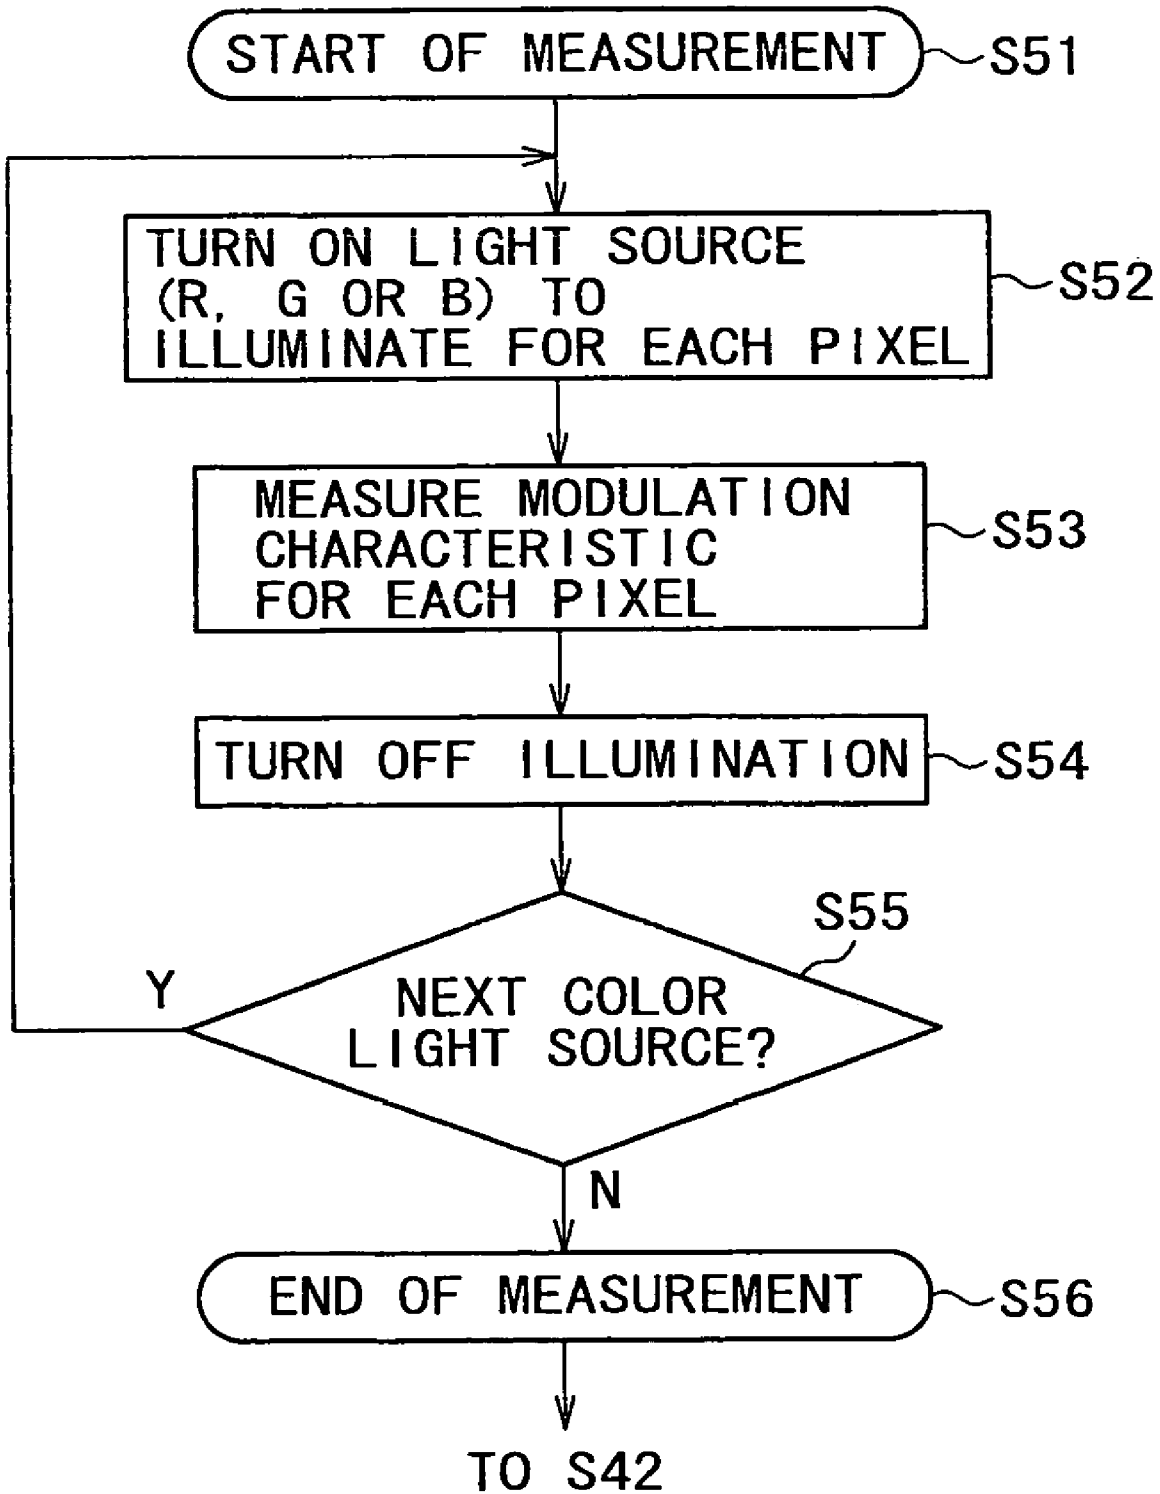 START OF MEASUREMENT
S51
TURN ON LIGHT SOURCE
(R, G OR B) TO
ILLUMINATE FOR EACH PIXEL
S52
MEASURE MODULATION
CHARACTERISTIC
FOR EACH PIXEL
S53
TURN OFF ILLUMINATION
S54
S55
NEXT COLOR
LIGHT SOURCE?
Y
N
END OF MEASUREMENT
S56
TO S42